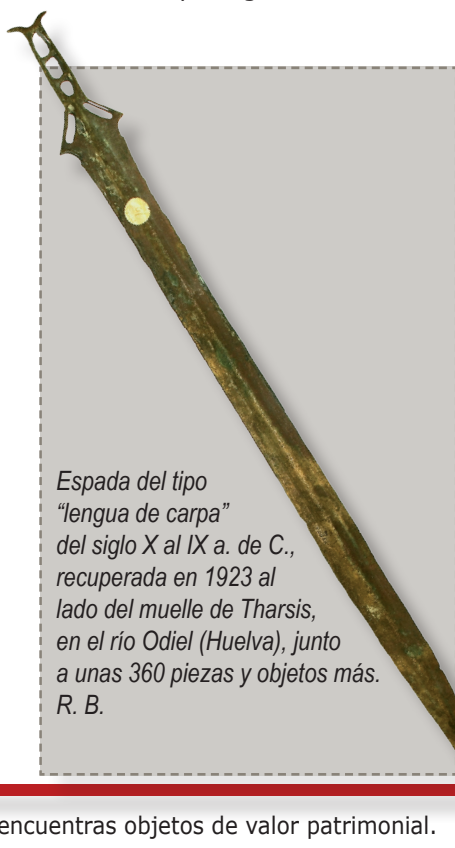 Espada del tipo
“lengua de carpa”
del siglo X al IX a. de C.,
recuperada en 1923 al
lado del muelle de Tharsis,
en el río Odiel (Huelva), junto
a unas 360 piezas y objetos más.
R. B.
encuentras objetos de valor patrimonial.